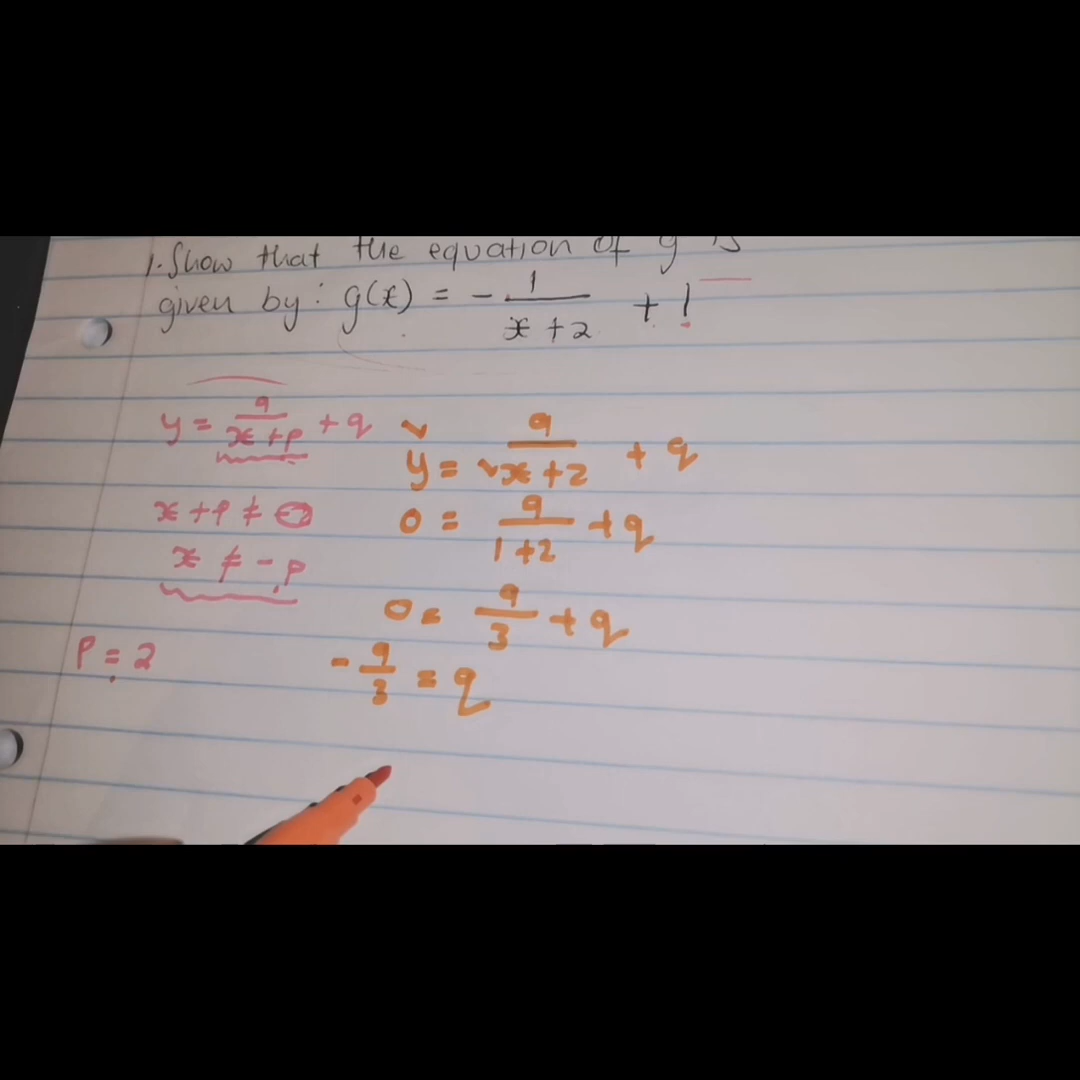 1. Show that the equation of g is
given by: g(x) = - 1/(x+2) + 1
y = a/(x+p) + q
x + p ≠ 0
x ≠ -p
p = 2
y = a/(x+2) + q
0 = a/(1+2) + q
0 = a/3 + q
- a/3 = q